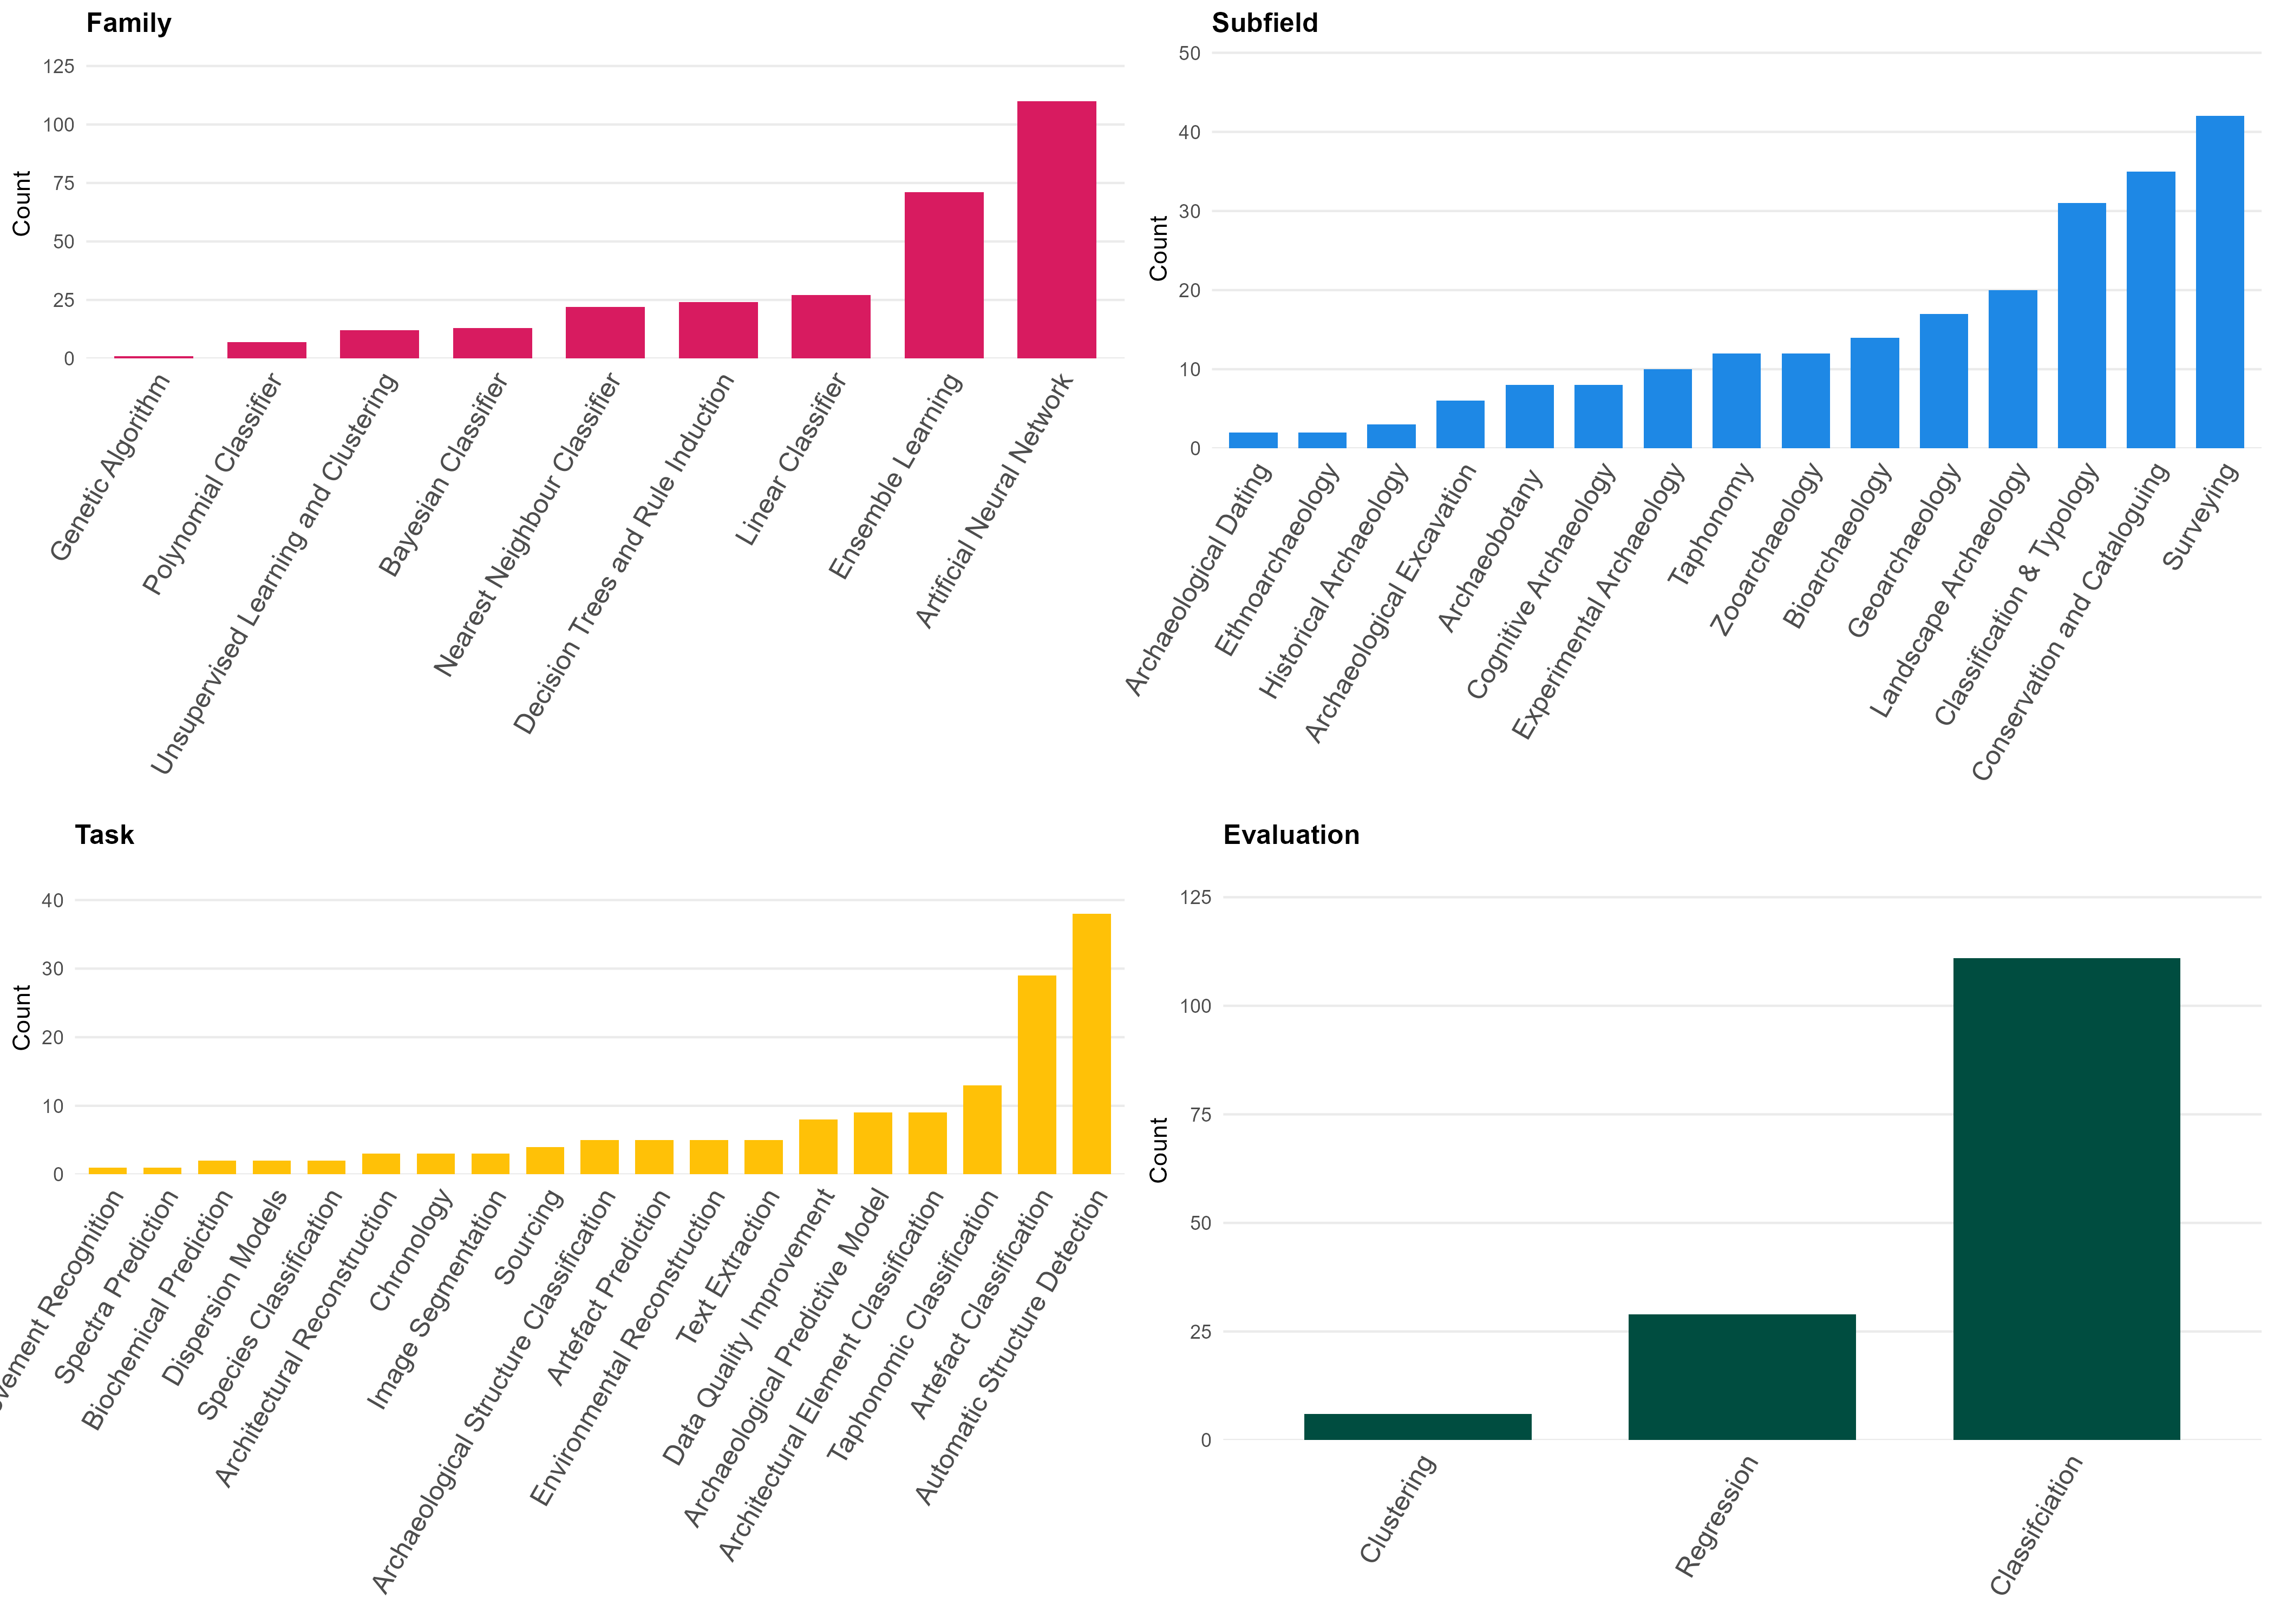 Family
Count
125
100
75
50
25
0
Genetic Algorithm
Polynomial Classifier
Unsupervised Learning and Clustering
Bayesian Classifier
Nearest Neighbour Classifier
Decision Trees and Rule Induction
Linear Classifier
Ensemble Learning
Artificial Neural Network
Subfield
Count
50
40
30
20
10
0
Archaeological Dating
Ethnoarchaeology
Historical Archaeology
Archaeological Excavation
Archaeobotany
Cognitive Archaeology
Experimental Archaeology
Taphonomy
Zooarchaeology
Bioarchaeology
Geoarchaeology
Landscape Archaeology
Classification & Typology
Conservation and Cataloguing
Surveying
Task
Count
40
30
20
10
0
Recognition
Spectra Prediction
Biochemical Prediction
Dispersion Models
Species Classification
Architectural Reconstruction
Chronology
Image Segmentation
Sourcing
Archaeological Structure Classification
Artefact Prediction
Environmental Reconstruction
Text Extraction
Data Quality Improvement
Archaeological Predictive Model
Architectural Element Classification
Taphonomic Classification
Artefact Classification
Automatic Structure Detection
Evaluation
Count
125
100
75
50
25
0
Clustering
Regression
Classifciation